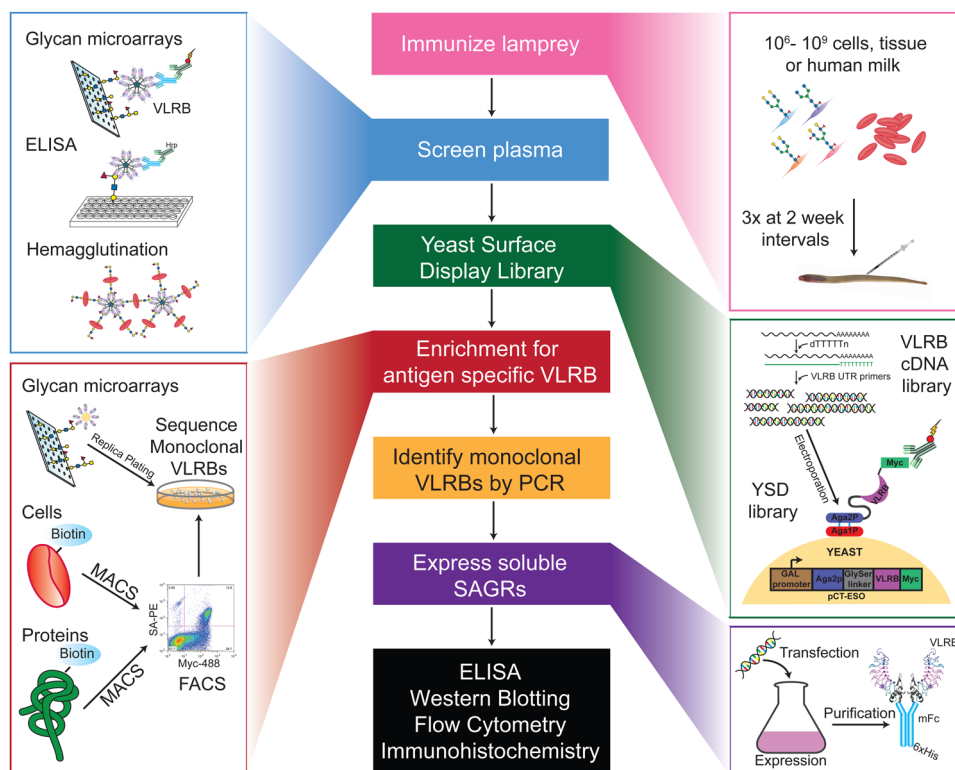 Immunize lamprey
Screen plasma
Yeast Surface
Display Library
Enrichment for
antigen specific VLRB
Identify monoclonal
VLRBs by PCR
Express soluble
SAGRs
ELISA
Western Blotting
Flow Cytometry
Immunohistochemistry
Glycan microarrays
VLRB
ELISA
Hrp
Hemagglutination
Glycan microarrays
Replica Plating
Sequence
Monoclonal
VLRBs
Cells
Biotin
MACS
Proteins
Biotin
MACS
SA-PE
Myc-488
FACS
10⁶- 10⁹ cells, tissue
or human milk
3x at 2 week
intervals
AAAAAAAA
dTTTTTn
AAAAAAAA
VLRB UTR primers
VLRB
cDNA
library
Electroporation
Myc
VLRB
YSD
library
Aga2P
Aga1P
YEAST
GAL
promoter
Aga2p
GlySer
linker
VLRB
Myc
pCT-ESO
Transfection
Expression
Purification
VLRB
mFc
6xHis